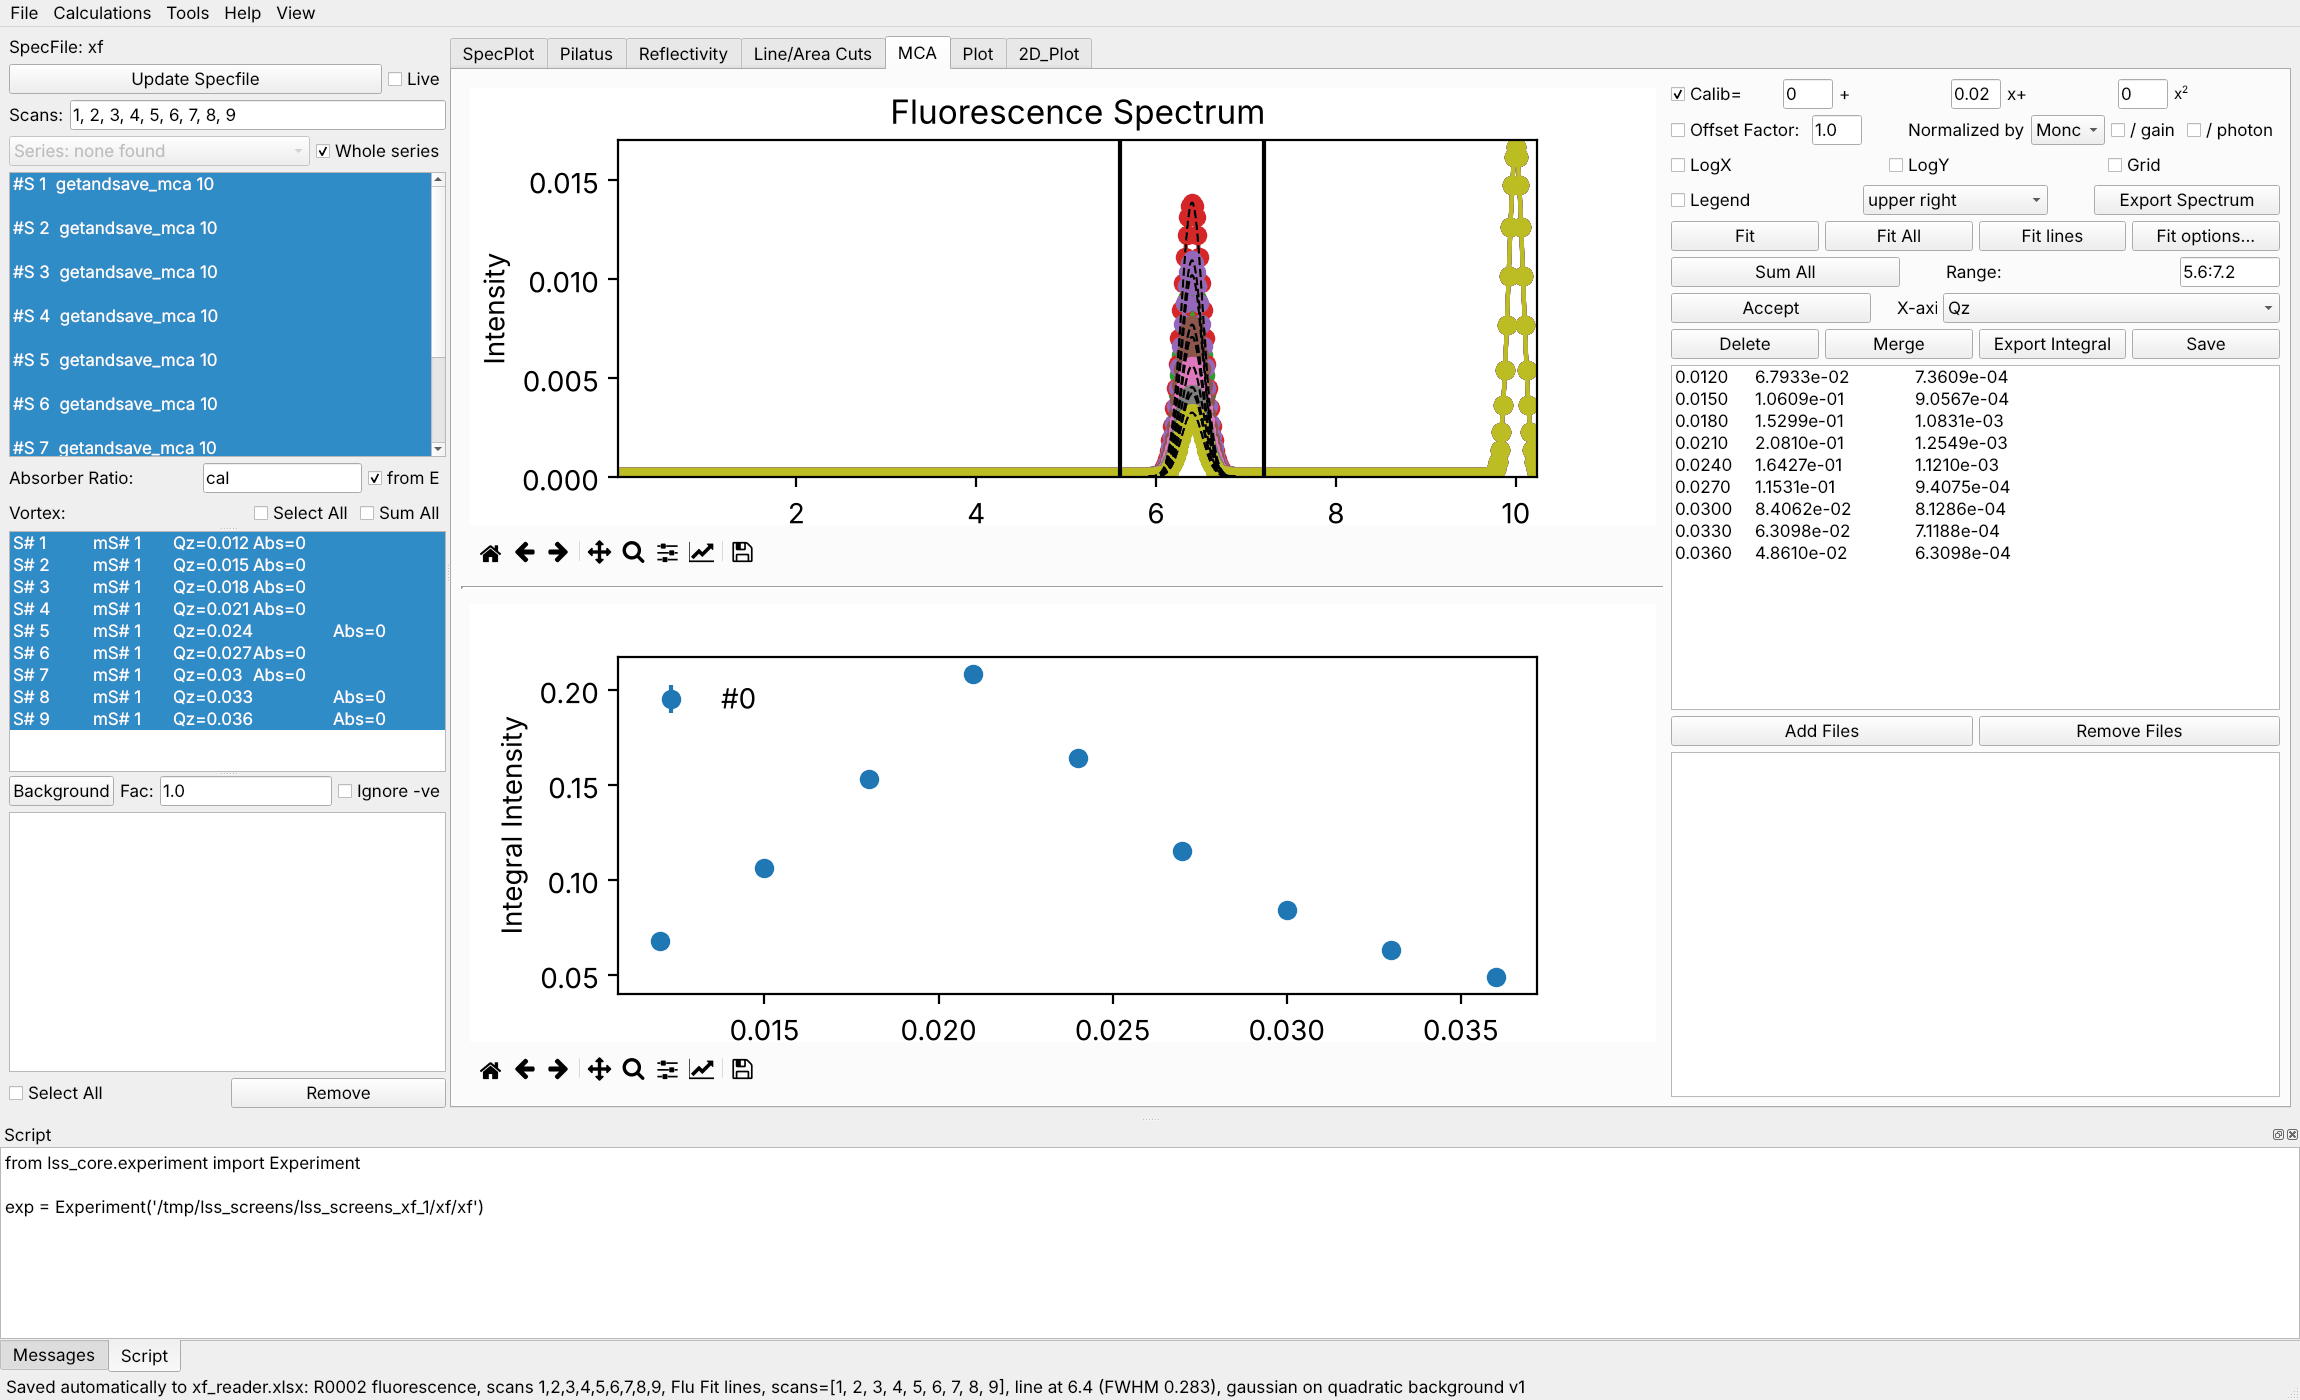 File Calculations Tools Help View
SpecFile: xf
Update Specfile Live
Scans: 1, 2, 3, 4, 5, 6, 7, 8, 9
Series: none found Whole series
#S 1 getandsave_mca 10
#S 2 getandsave_mca 10
#S 3 getandsave_mca 10
#S 4 getandsave_mca 10
#S 5 getandsave_mca 10
#S 6 getandsave_mca 10
#S 7 getandsave_mca 10
Absorber Ratio: cal from E
Vortex: Select All Sum All
S# 1 mS# 1 Qz=0.012 Abs=0
S# 2 mS# 1 Qz=0.015 Abs=0
S# 3 mS# 1 Qz=0.018 Abs=0
S# 4 mS# 1 Qz=0.021 Abs=0
S# 5 mS# 1 Qz=0.024 Abs=0
S# 6 mS# 1 Qz=0.027 Abs=0
S# 7 mS# 1 Qz=0.03 Abs=0
S# 8 mS# 1 Qz=0.033 Abs=0
S# 9 mS# 1 Qz=0.036 Abs=0
Background Fac: 1.0 Ignore -ve
Select All Remove
SpecPlot Pilatus Reflectivity Line/Area Cuts MCA Plot 2D_Plot
Fluorescence Spectrum
Intensity
0.015
0.010
0.005
0.000
2 4 6 8 10
Integral Intensity
#0
0.20
0.15
0.10
0.05
0.015 0.020 0.025 0.030 0.035
Calib= 0 + 0.02 x+ 0 x²
Offset Factor: 1.0 Normalized by Monc / gain / photon
LogX LogY Grid
Legend upper right Export Spectrum
Fit Fit All Fit lines Fit options...
Sum All Range: 5.6:7.2
Accept X-axi Qz
Delete Merge Export Integral Save
0.0120 6.7933e-02 7.3609e-04
0.0150 1.0609e-01 9.0567e-04
0.0180 1.5299e-01 1.0831e-03
0.0210 2.0810e-01 1.2549e-03
0.0240 1.6427e-01 1.1210e-03
0.0270 1.1531e-01 9.4075e-04
0.0300 8.4062e-02 8.1286e-04
0.0330 6.3098e-02 7.1188e-04
0.0360 4.8610e-02 6.3098e-04
Add Files Remove Files
Script
from lss_core.experiment import Experiment
exp = Experiment('/tmp/lss_screens/lss_screens_xf_1/xf/xf')
Messages Script
Saved automatically to xf_reader.xlsx: R0002 fluorescence, scans 1,2,3,4,5,6,7,8,9, Flu Fit lines, scans=[1, 2, 3, 4, 5, 6, 7, 8, 9], line at 6.4 (FWHM 0.283), gaussian on quadratic background v1